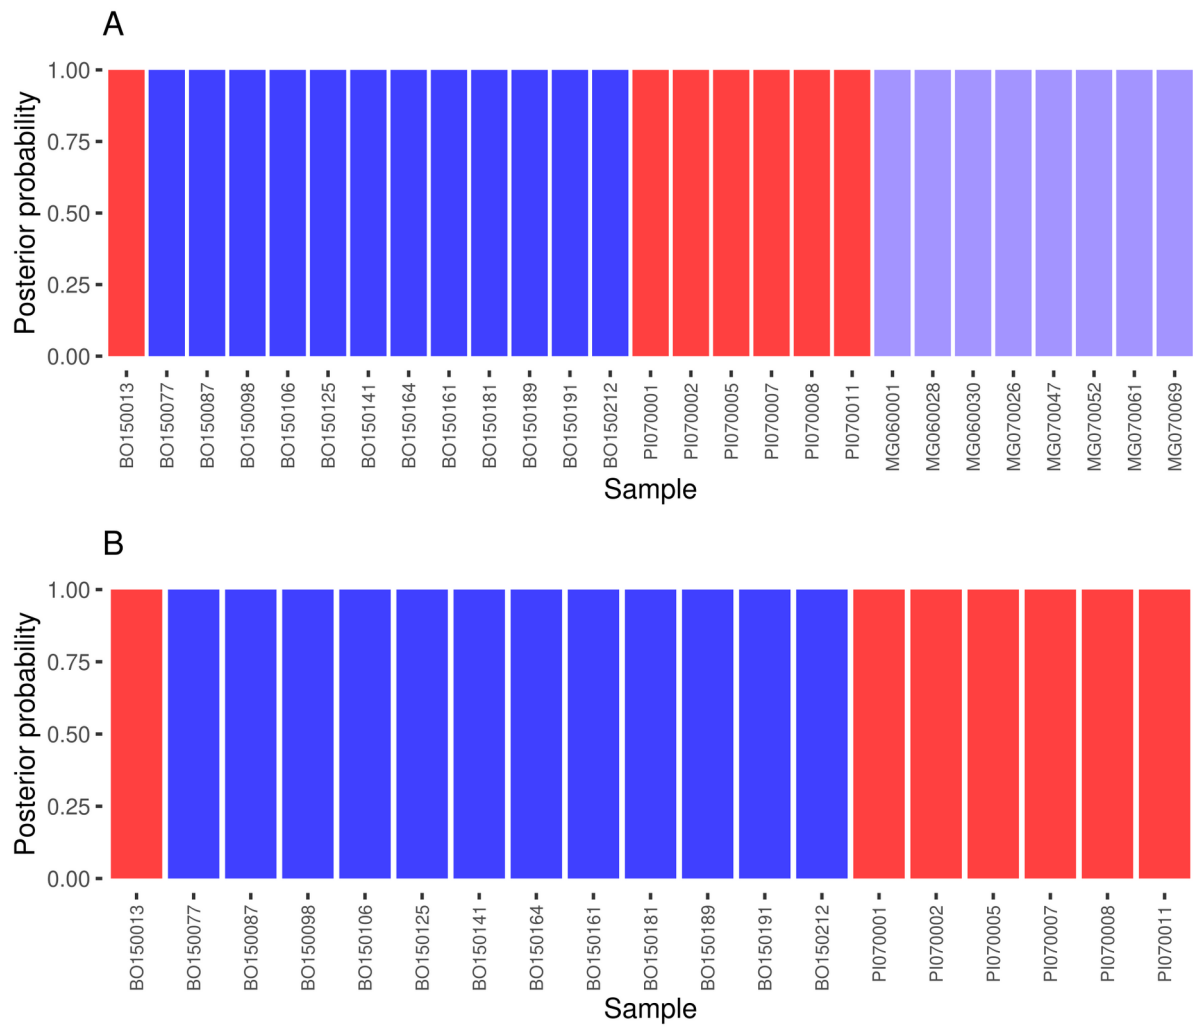 A
Posterior probability
1.00
0.75
0.50
0.25
0.00
BO150013
BO150077
BO150087
BO150098
BO150106
BO150125
BO150141
BO150164
BO150161
BO150181
BO150189
BO150191
BO150212
PI070001
PI070002
PI070005
PI070007
PI070008
PI070011
MG060001
MG060028
MG060030
MG070026
MG070047
MG070052
MG070061
MG070069
Sample
B
Posterior probability
1.00
0.75
0.50
0.25
0.00
BO150013
BO150077
BO150087
BO150098
BO150106
BO150125
BO150141
BO150164
BO150161
BO150181
BO150189
BO150191
BO150212
PI070001
PI070002
PI070005
PI070007
PI070008
PI070011
Sample